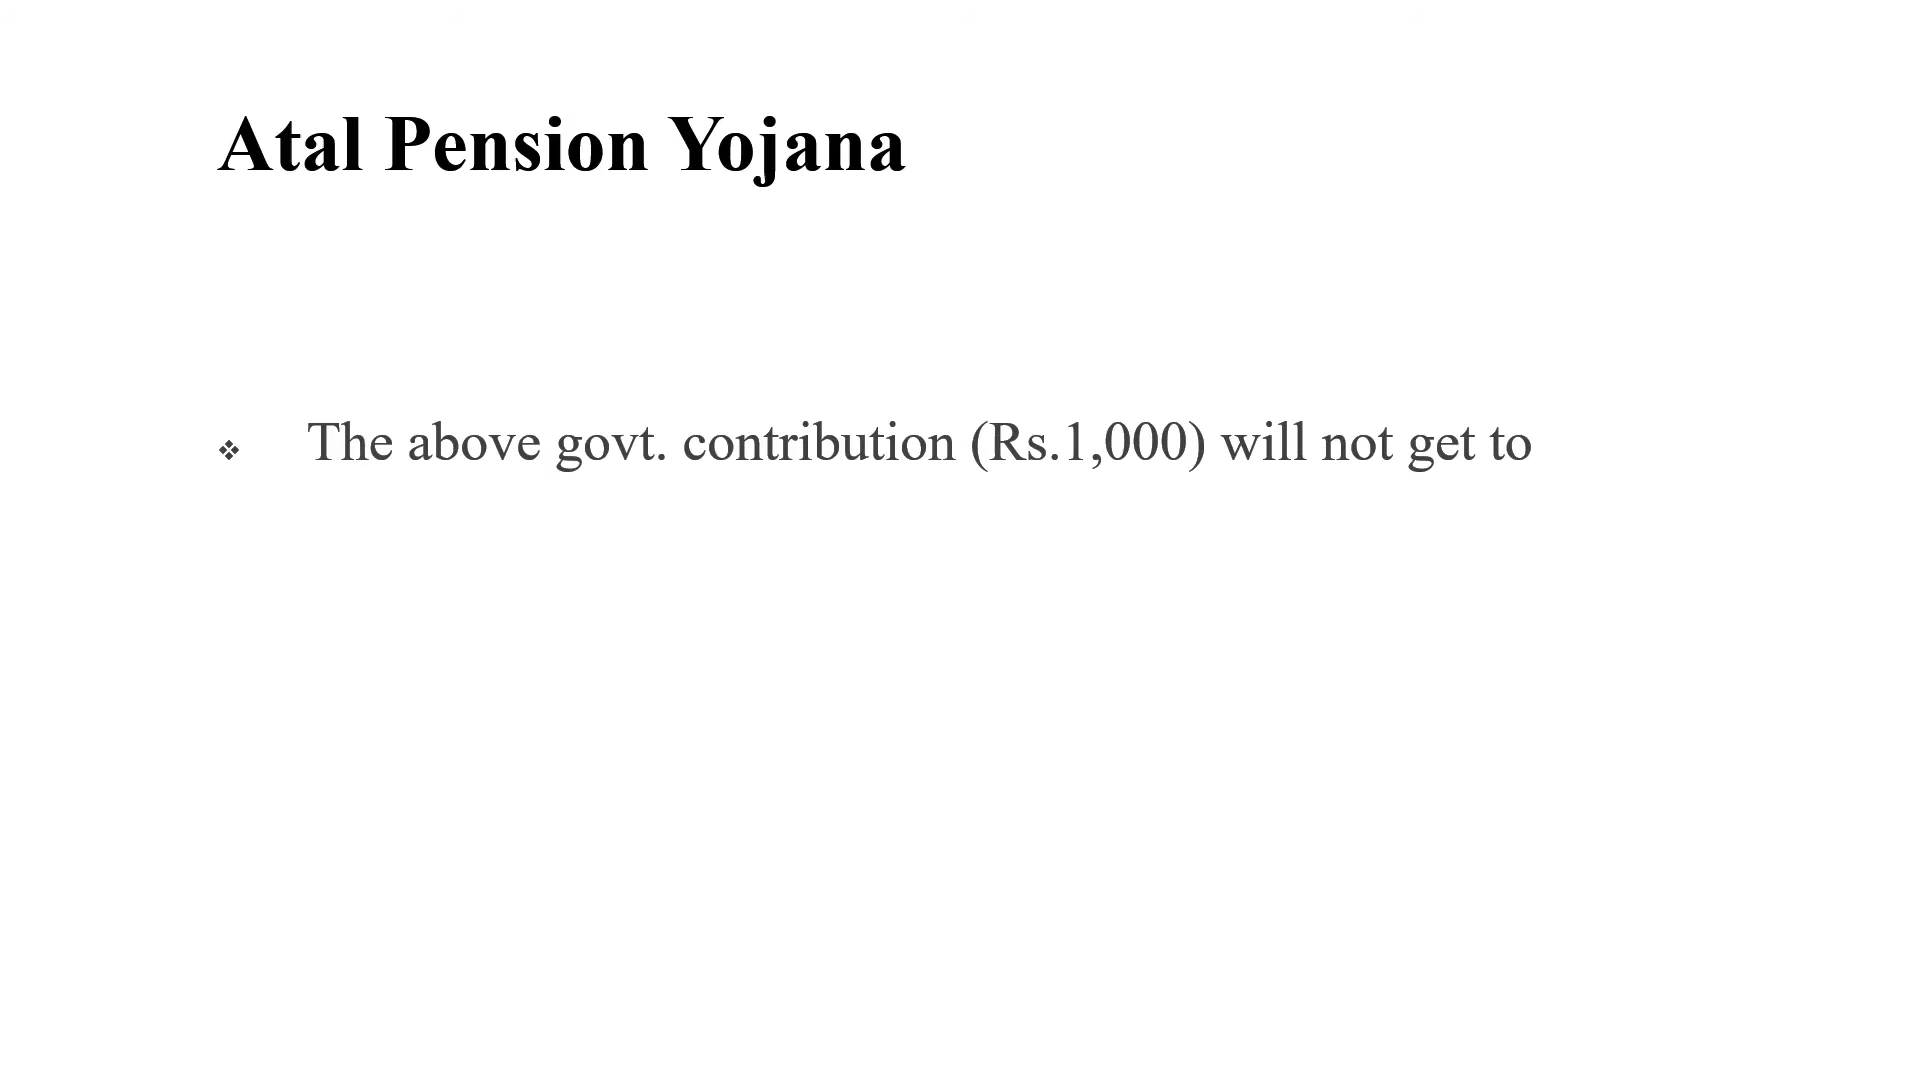 Atal Pension Yojana
❖ The above govt. contribution (Rs.1,000) will not get to